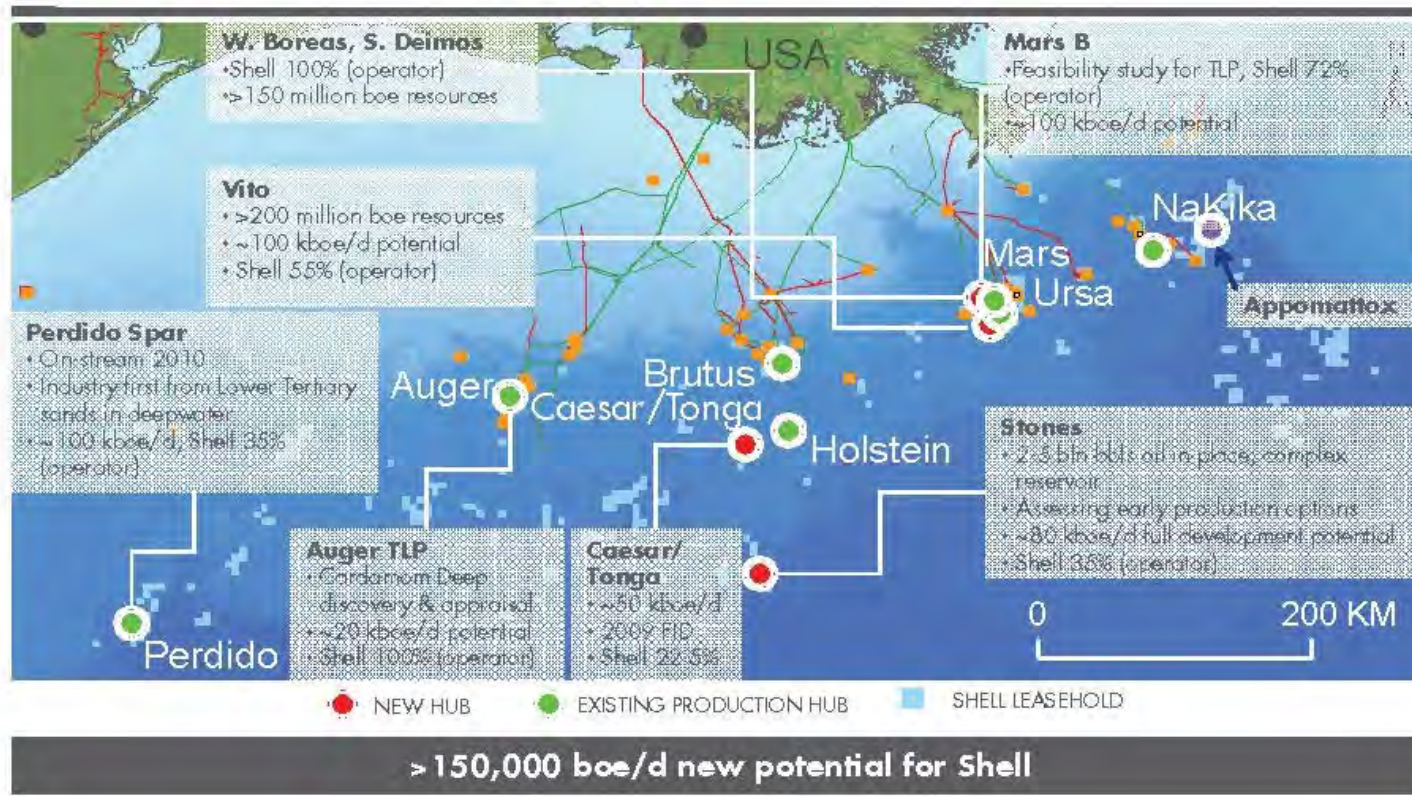 W. Boreas, S. Deimos
•Shell 100% (operator)
•>150 million boe resources
USA
Mars B
•Feasibility study for TLP, Shell 72%
(operator)
•~100 kboe/d potential
Vito
• >200 million boe resources
• ~100 kboe/d potential
• Shell 55% (operator)
NaKika
Mars
Ursa
Appomattox
Perdido Spar
• On-stream 2010
• Industry first from Lower Tertiary
sands in deepwater
• ~100 kboe/d, Shell 35%
(operator)
Auger
Brutus
Caesar/Tonga
Holstein
Stones
• 2-5 bln bbls oil in place, complex
reservoir
• Assessing early production options
• ~80 kboe/d full development potential
• Shell 35% (operator)
Auger TLP
• Cardamom Deep
discovery & appraisal
• ~20 kboe/d potential
• Shell 100% (operator)
Caesar/
Tonga
• ~50 kboe/d
• 2009 FID
• Shell 22.5%
Perdido
0 200 KM
NEW HUB EXISTING PRODUCTION HUB SHELL LEASEHOLD
>150,000 boe/d new potential for Shell